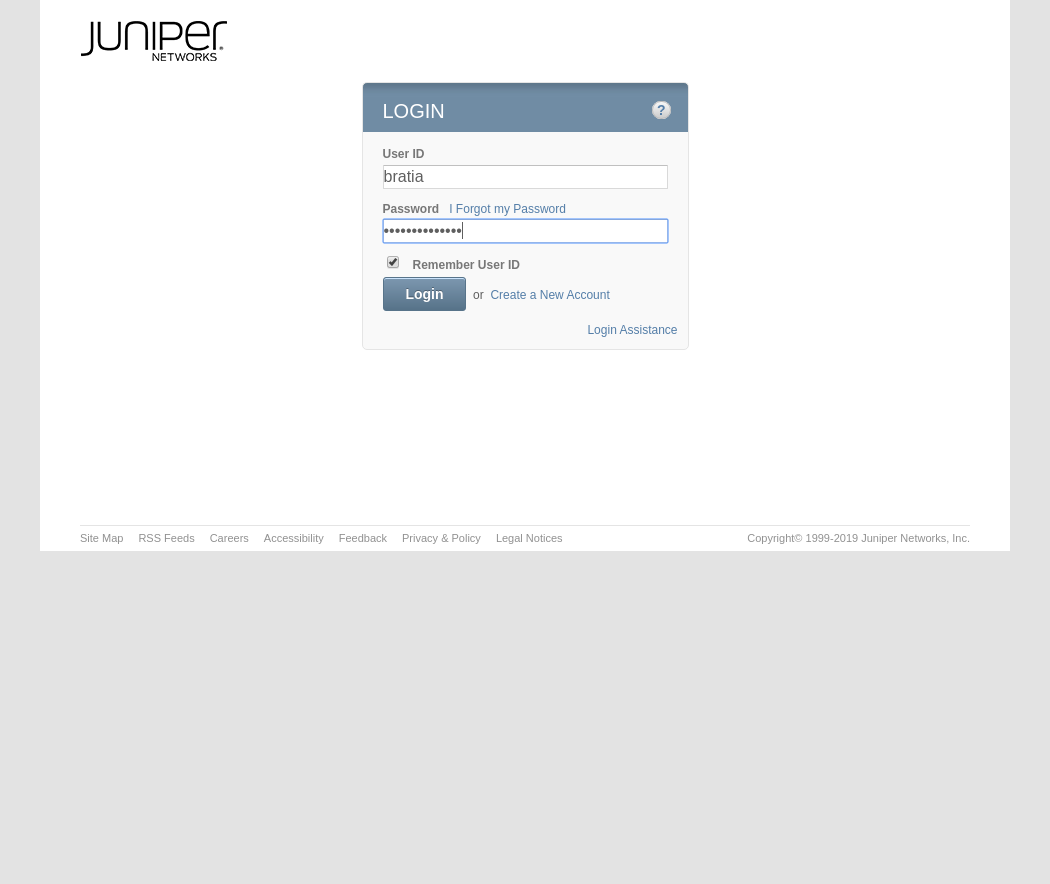 JUNIPER
NETWORKS
LOGIN
?
User ID
bratia
Password I Forgot my Password
••••••••••••••
Remember User ID
Login or Create a New Account
Login Assistance
Site Map RSS Feeds Careers Accessibility Feedback Privacy & Policy Legal Notices Copyright© 1999-2019 Juniper Networks, Inc.